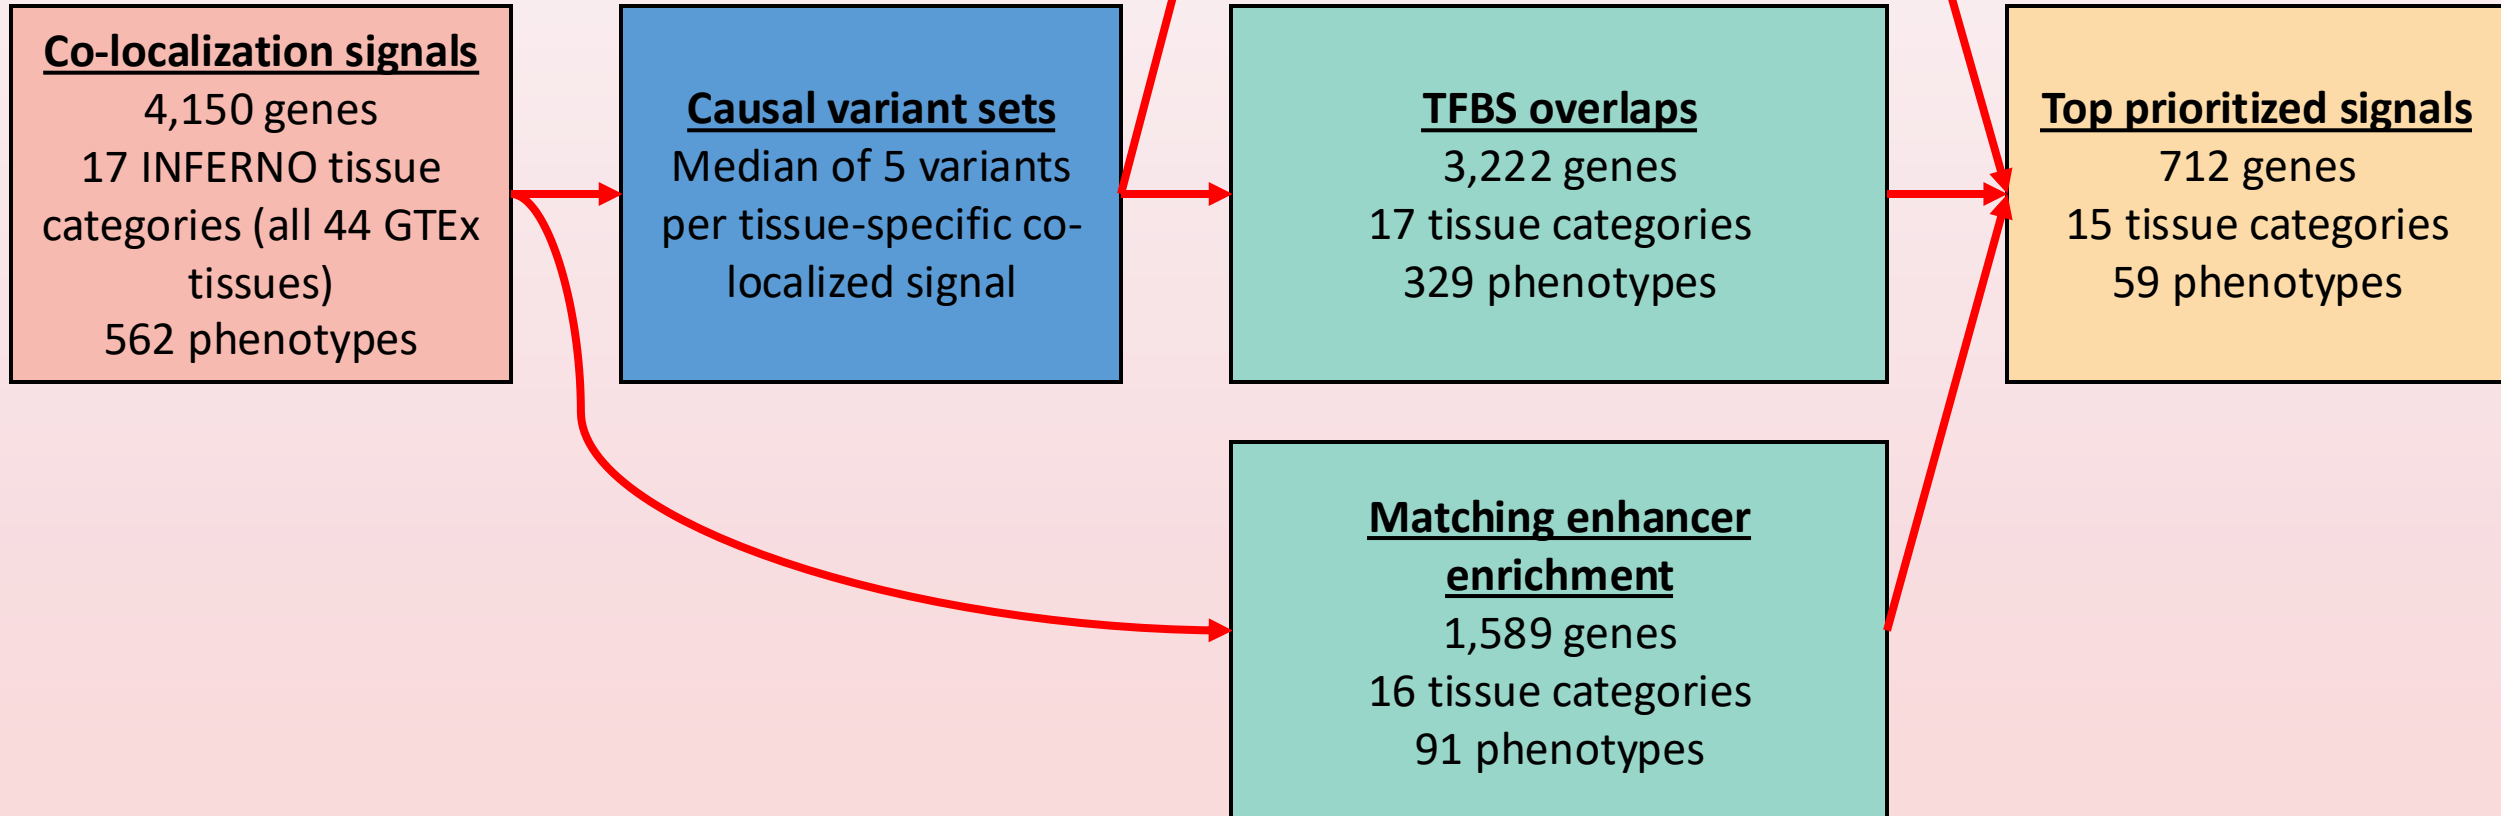 Co-localization signals
4,150 genes
17 INFERNO tissue
categories (all 44 GTEx
tissues)
562 phenotypes
Causal variant sets
Median of 5 variants
per tissue-specific co-
localized signal
TFBS overlaps
3,222 genes
17 tissue categories
329 phenotypes
Top prioritized signals
712 genes
15 tissue categories
59 phenotypes
Matching enhancer
enrichment
1,589 genes
16 tissue categories
91 phenotypes